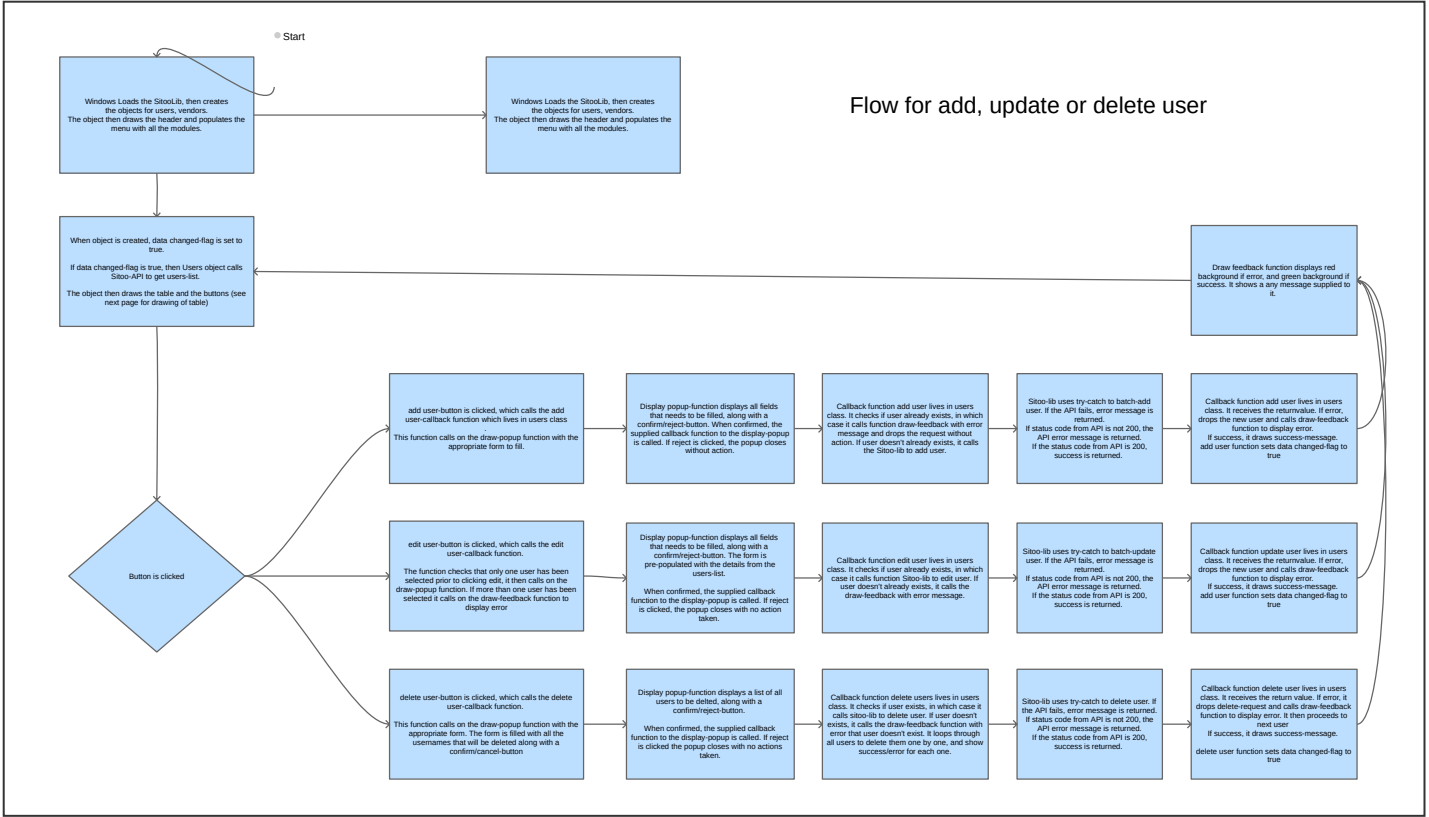 Start
Windows Loads the SitooLib, then creates
the objects for users, vendors.
The object then draws the header and populates the
menu with all the modules.
Windows Loads the SitooLib, then creates
the objects for users, vendors.
The object then draws the header and populates the
menu with all the modules.
Flow for add, update or delete user
When object is created, data changed-flag is set to
true.
If data changed-flag is true, then Users object calls
Sitoo-API to get users-list.
The object then draws the table and the buttons (see
next page for drawing of table)
Draw feedback function displays red
background if error, and green background if
success. It shows a any message supplied to
it.
add user-button is clicked, which calls the add
user-callback function which lives in users class
.
This function calls on the draw-popup function with the
appropriate form to fill.
Display popup-function displays all fields
that needs to be filled, along with a
confirm/reject-button. When confirmed, the
supplied callback function to the display-popup
is called. If reject is clicked, the popup closes
without action.
Callback function add user lives in users
class. It checks if user already exists, in which
case it calls function draw-feedback with error
message and drops the request without
action. If user doesn't already exists, it calls
the Sitoo-lib to add user.
Sitoo-lib uses try-catch to batch-add
user. If the API fails, error message is
returned.
If status code from API is not 200, the
API error message is returned.
If the status code from API is 200,
success is returned.
Callback function add user lives in users
class. It receives the returnvalue. If error,
drops the new user and calls draw-feedback
function to display error.
If success, it draws success-message.
add user function sets data changed-flag to
true
Button is clicked
edit user-button is clicked, which calls the edit
user-callback function.
The function checks that only one user has been
selected prior to clicking edit, it then calls on the
draw-popup function. If more than one user has been
selected it calls on the draw-feedback function to
display error
Display popup-function displays all fields
that needs to be filled, along with a
confirm/reject-button. The form is
pre-populated with the details from the
users-list.
When confirmed, the supplied callback
function to the display-popup is called. If reject
is clicked, the popup closes with no action
taken.
Callback function edit user lives in users
class. It checks if user already exists, in which
case it calls function Sitoo-lib to edit user. If
user doesn't already exists, it calls the
draw-feedback with error message.
Sitoo-lib uses try-catch to batch-update
user. If the API fails, error message is
returned.
If status code from API is not 200, the
API error message is returned.
If the status code from API is 200,
success is returned.
Callback function update user lives in users
class. It receives the returnvalue. If error,
drops the new user and calls draw-feedback
function to display error.
If success, it draws success-message.
add user function sets data changed-flag to
true
delete user-button is clicked, which calls the delete
user-callback function.
This function calls on the draw-popup function with the
appropriate form. The form is filled with all the
usernames that will be deleted along with a
confirm/cancel-button
Display popup-function displays a list of all
users to be delted, along with a
confirm/reject-button.
When confirmed, the supplied callback
function to the display-popup is called. If reject
is clicked the popup closes with no actions
taken.
Callback function delete users lives in users
class. It checks if user exists, in which case it
calls sitoo-lib to delete user. If user doesn't
exists, it calls the draw-feedback function with
error that user doesn't exist. It loops through
all users to delete them one by one, and show
success/error for each one.
Sitoo-lib uses try-catch to delete user. If
the API fails, error message is returned.
If status code from API is not 200, the
API error message is returned.
If the status code from API is 200,
success is returned.
Callback function delete user lives in users
class. It receives the return value. If error, it
drops delete-request and calls draw-feedback
function to display error. It then proceeds to
next user
If success, it draws success-message.
delete user function sets data changed-flag to
true